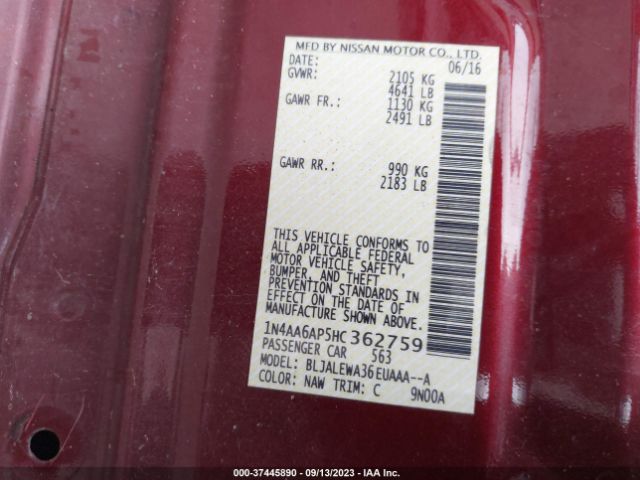 MFD BY NISSAN MOTOR CO., LTD.
DATE: 06/16
GVWR: 2105 KG
4641 LB
GAWR FR.: 1130 KG
2491 LB
GAWR RR.: 990 KG
2183 LB
THIS VEHICLE CONFORMS TO
ALL APPLICABLE FEDERAL
MOTOR VEHICLE SAFETY,
BUMPER, AND THEFT
PREVENTION STANDARDS IN
EFFECT ON THE DATE OF
MANUFACTURE SHOWN ABOVE.
1N4AA6AP5HC362759
PASSENGER CAR 563
MODEL: BLJALEWA36EUAAA--A
COLOR: NAW TRIM: C 9N00A
000-37445890 - 09/13/2023 - IAA Inc.